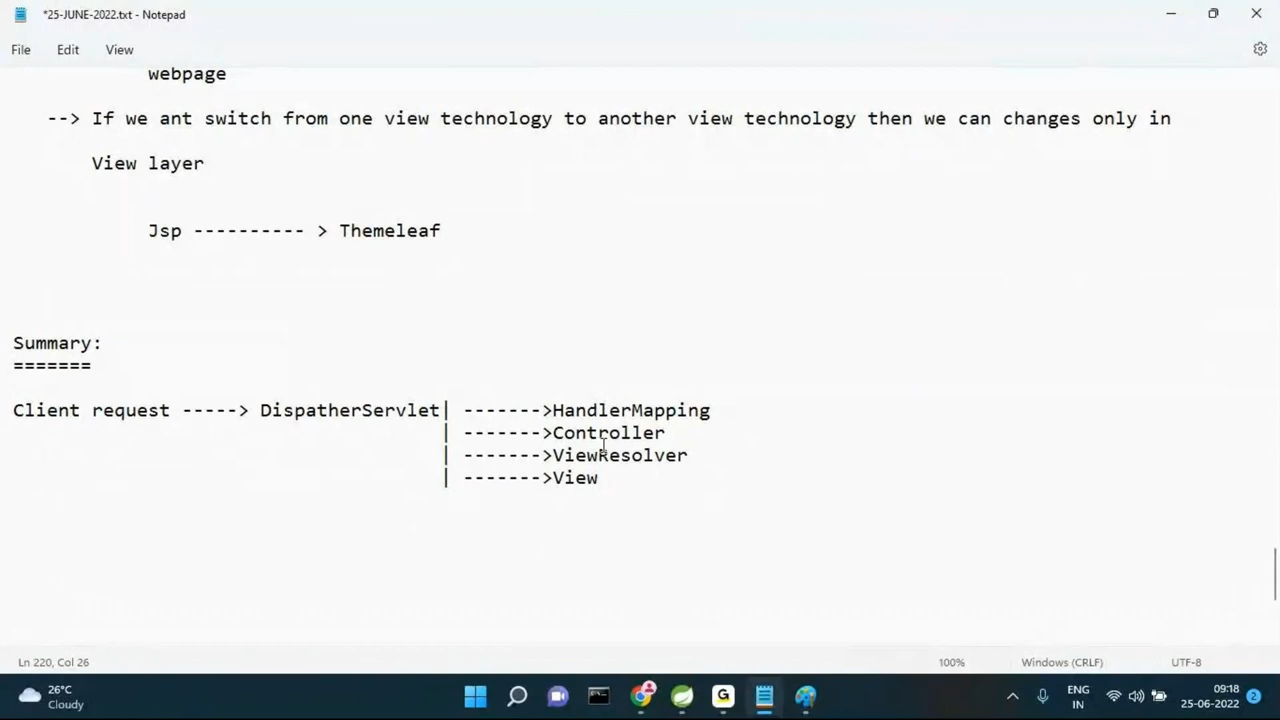 *25-JUNE-2022.txt - Notepad
File Edit View
webpage
--> If we ant switch from one view technology to another view technology then we can changes only in
View layer
Jsp ---------- > Themeleaf
Summary:
=======
Client request -----> DispatherServlet| ------->HandlerMapping
| ------->Controller
| ------->ViewResolver
| ------->View
Ln 220, Col 26 100% Windows (CRLF) UTF-8
26°C
Cloudy
ENG
IN
09:18
25-06-2022
2